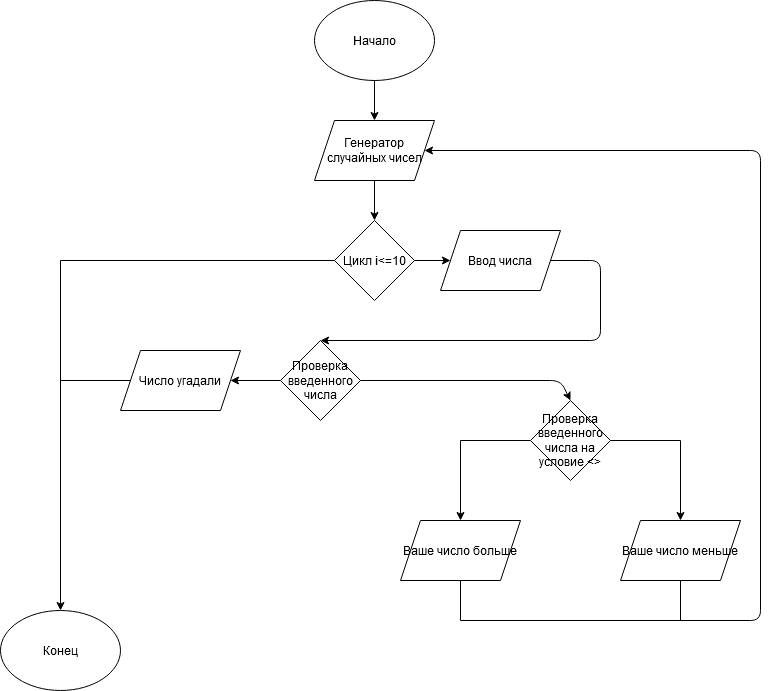 Начало
Генератор
случайных чисел
Цикл i<=10
Ввод числа
Число угадали
Проверка
введенного
числа
Проверка
введенного
числа на
условие <>
Ваше число больше
Ваше число меньше
Конец